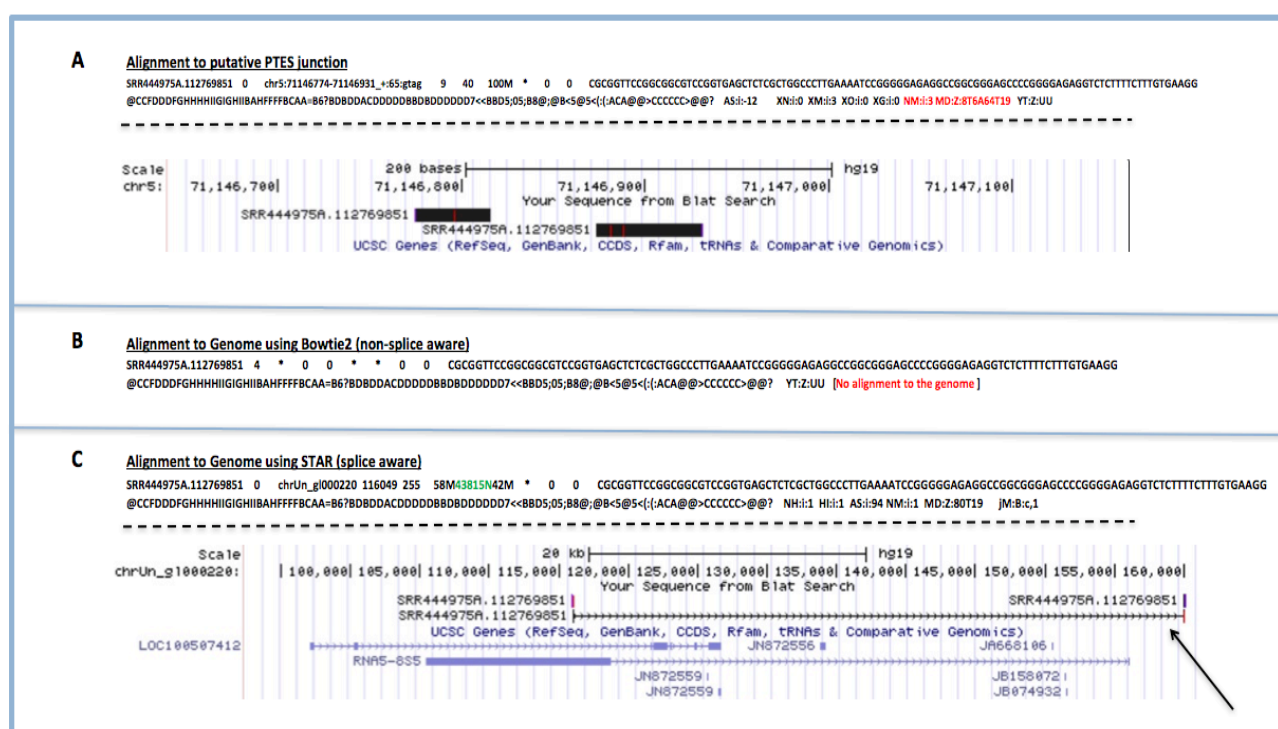 A Alignment to putative PTES junction
SRR444975A.112769851 0 chr5:71146774-71146931_+:65:gtag 9 40 100M * 0 0 CGCGGTTCCGGCGGCGTCCGGTGAGCTCTCGCTGGCCCTTGAAAATCCGGGGGAGAGGCCGGCGGGAGCCCCGGGGAGAGGTCTCTTTTCTTTGTGAAGG
@CCFDDDFGHHHHIIGIGHIIBAHFFFFBCAA=B6?BDBDDACDDDDDBBDBDDDDDD7<<BBD5;05;B8@;@B<5@5<(:(:ACA@@>CCCCCC>@@? AS:i:-12 XN:i:0 XM:i:3 XO:i:0 XG:i:0 NM:i:3 MD:Z:8T6A64T19 YT:Z:UU
Scale 200 bases hg19
chr5: 71,146,700 71,146,800 71,146,900 71,147,000 71,147,100
Your Sequence from Blat Search
SRR444975A.112769851
SRR444975A.112769851
UCSC Genes (RefSeq, GenBank, CCDS, Rfam, tRNAs & Comparative Genomics)
B Alignment to Genome using Bowtie2 (non-splice aware)
SRR444975A.112769851 4 * 0 0 * * 0 0 CGCGGTTCCGGCGGCGTCCGGTGAGCTCTCGCTGGCCCTTGAAAATCCGGGGGAGAGGCCGGCGGGAGCCCCGGGGAGAGGTCTCTTTTCTTTGTGAAGG
@CCFDDDFGHHHHIIGIGHIIBAHFFFFBCAA=B6?BDBDDACDDDDDBBDBDDDDDD7<<BBD5;05;B8@;@B<5@5<(:(:ACA@@>CCCCCC>@@? YT:Z:UU [No alignment to the genome ]
C Alignment to Genome using STAR (splice aware)
SRR444975A.112769851 0 chrUn_gl000220 116049 255 58M43815N42M * 0 0 CGCGGTTCCGGCGGCGTCCGGTGAGCTCTCGCTGGCCCTTGAAAATCCGGGGGAGAGGCCGGCGGGAGCCCCGGGGAGAGGTCTCTTTTCTTTGTGAAGG
@CCFDDDFGHHHHIIGIGHIIBAHFFFFBCAA=B6?BDBDDACDDDDDBBDBDDDDDD7<<BBD5;05;B8@;@B<5@5<(:(:ACA@@>CCCCCC>@@? NH:i:1 HI:i:1 AS:i:94 NM:i:1 MD:Z:80T19 jM:B:c,1
Scale 20 kb hg19
chrUn_gl000220: 100,000 105,000 110,000 115,000 120,000 125,000 130,000 135,000 140,000 145,000 150,000 155,000 160,000
Your Sequence from Blat Search
SRR444975A.112769851 SRR444975A.112769851
SRR444975A.112769851
UCSC Genes (RefSeq, GenBank, CCDS, Rfam, tRNAs & Comparative Genomics)
LOC100507412 JN872556 JA668106
RNA5-8S5
JN872559 JB158072
JN872559 JB074932